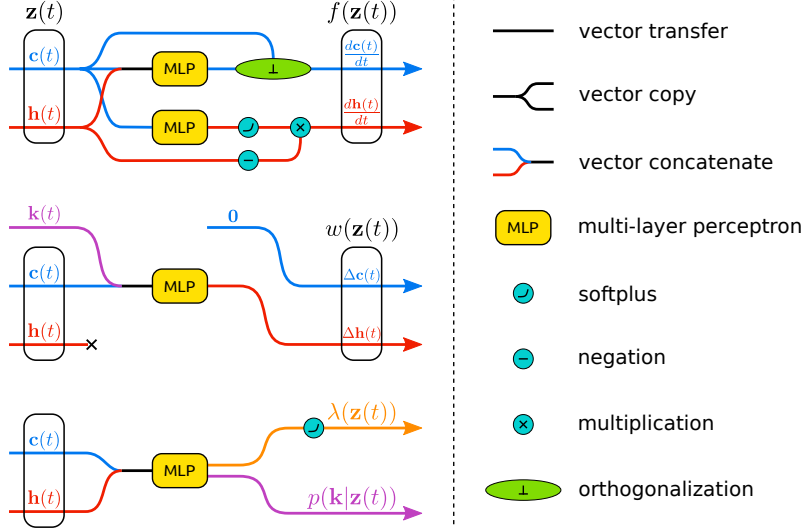 z(t) f(z(t))
c(t) MLP ⊥ dc(t)/dt
h(t) MLP dh(t)/dt
k(t) 0 w(z(t))
c(t) MLP Δc(t)
h(t) Δh(t)
c(t) λ(z(t))
MLP
h(t) p(k|z(t))
vector transfer
vector copy
vector concatenate
MLP multi-layer perceptron
softplus
negation
multiplication
⊥ orthogonalization